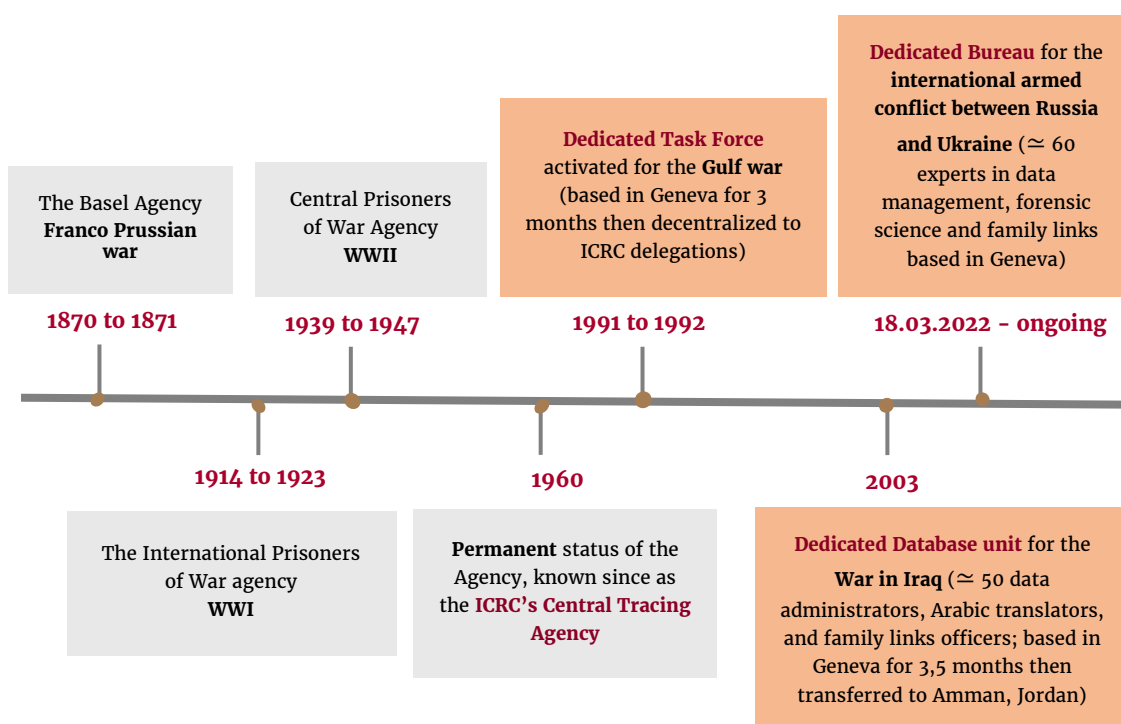 The Basel Agency
Franco Prussian
war
1870 to 1871
The International Prisoners
of War agency
WWI
1914 to 1923
Central Prisoners
of War Agency
WWII
1939 to 1947
Permanent status of the
Agency, known since as
the ICRC’s Central Tracing
Agency
1960
Dedicated Task Force
activated for the Gulf war
(based in Geneva for 3
months then decentralized to
ICRC delegations)
1991 to 1992
Dedicated Database unit for the
War in Iraq (≃ 50 data
administrators, Arabic translators,
and family links officers; based in
Geneva for 3,5 months then
transferred to Amman, Jordan)
2003
Dedicated Bureau for the
international armed
conflict between Russia
and Ukraine (≃ 60
experts in data
management, forensic
science and family links
based in Geneva)
18.03.2022 - ongoing